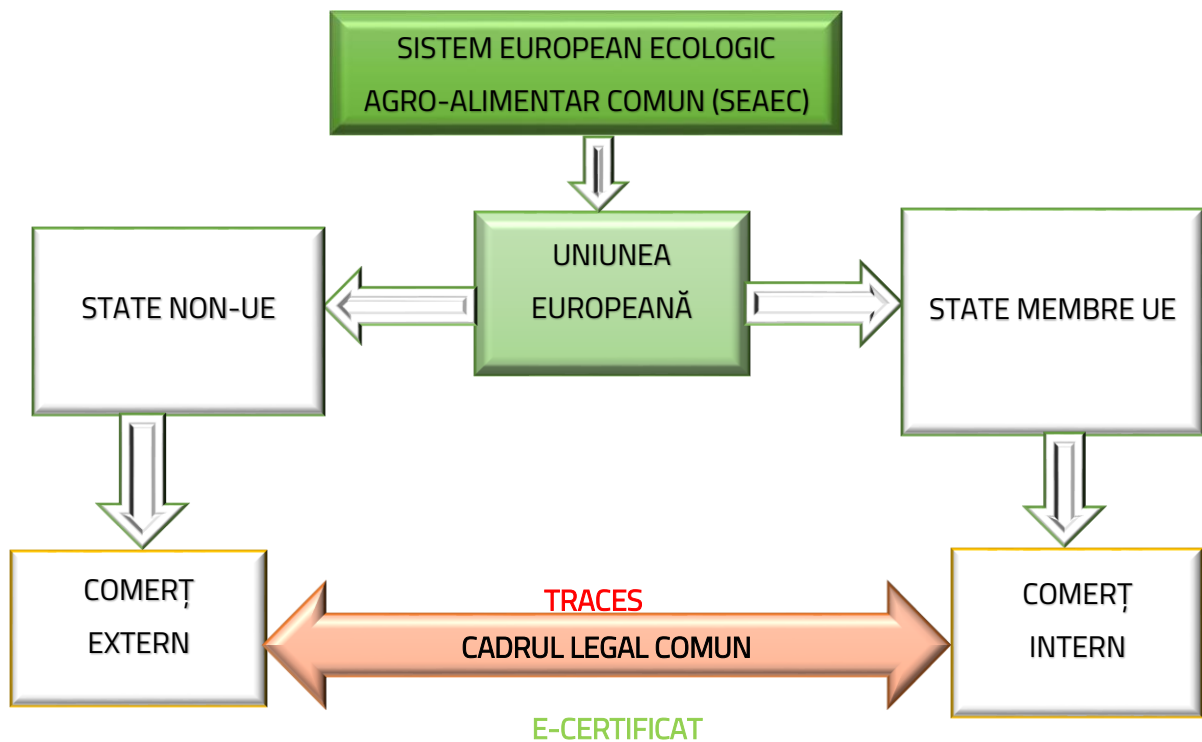 SISTEM EUROPEAN ECOLOGIC
AGRO-ALIMENTAR COMUN (SEAEC)
UNIUNEA
EUROPEANĂ
STATE NON-UE
STATE MEMBRE UE
COMERȚ
EXTERN
COMERȚ
INTERN
TRACES
CADRUL LEGAL COMUN
E-CERTIFICAT